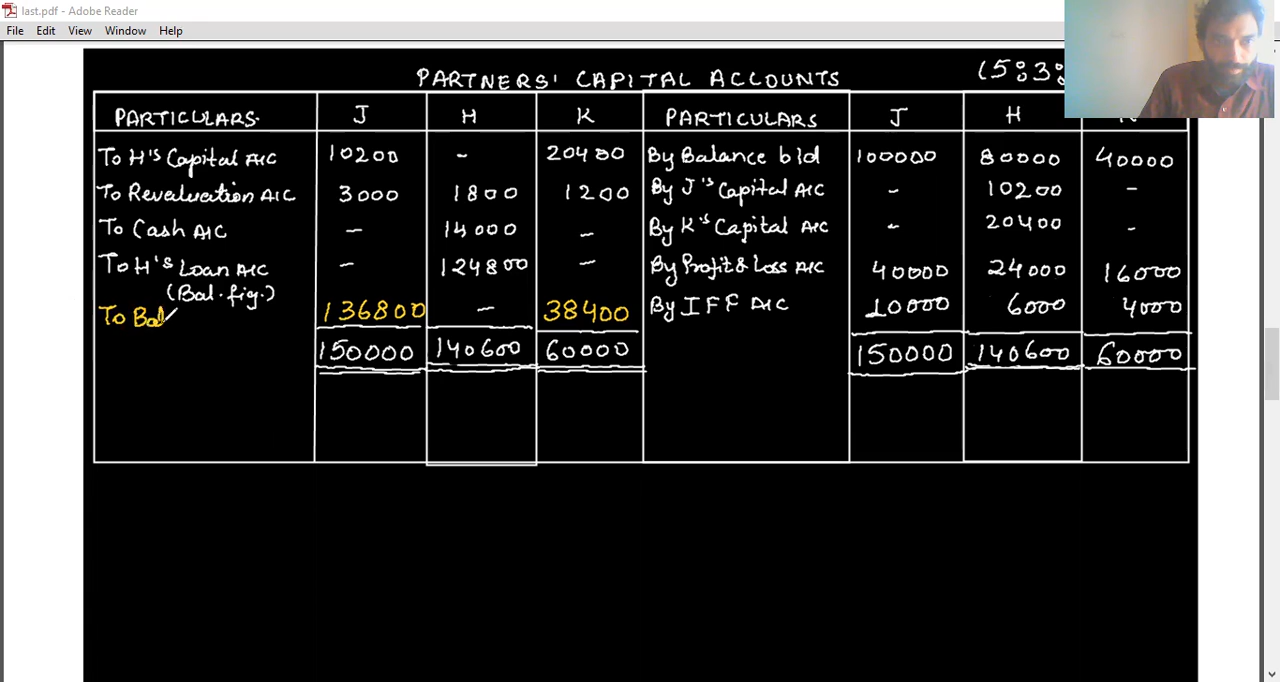 last.pdf - Adobe Reader
File Edit View Window Help
PARTNERS' CAPITAL ACCOUNTS (5:3:
PARTICULARS. J H K PARTICULARS J H
To H's Capital A/C 10200 - 20400 By Balance b/d 100000 80000 40000
To Revaluation A/C 3000 1800 1200 By J's Capital A/C - 10200 -
To Cash A/C - 14000 - By K's Capital A/C - 20400 -
To H's Loan A/C - 124800 - By Profit & Loss A/C 40000 24000 16000
(Bal. fig.)
To Bal 136800 - 38400 By IFF A/C 10000 6000 4000
150000 140600 60000 150000 140600 60000